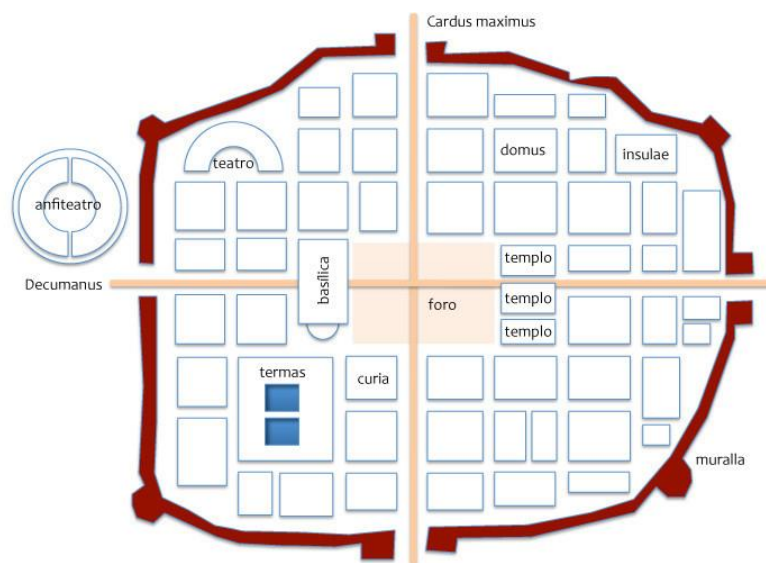 Cardus maximus
domus
insulae
teatro
anfiteatro
templo
basílica
Decumanus
templo
foro
templo
termas
curia
muralla